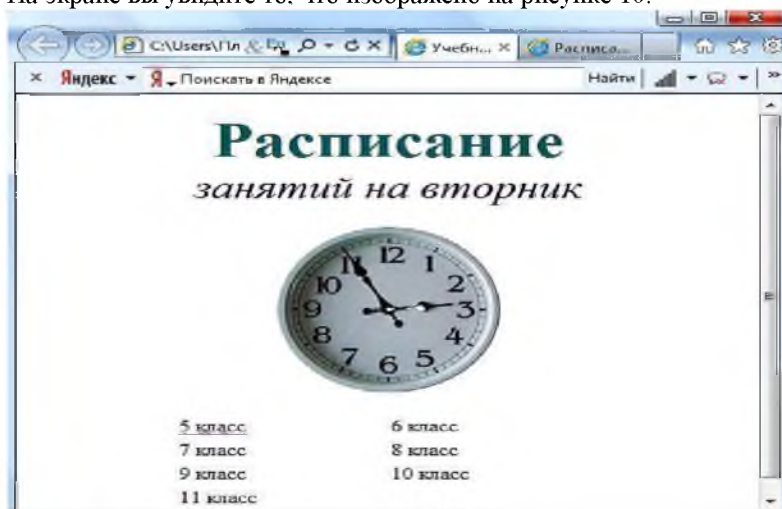 На экране вы увидите то, что изображено на рисунке 10.
C:\Users\Пл
Учебн...
Расписа...
Яндекс
Я
Поискать в Яндексе
Найти
Расписание
занятий на вторник
12
1
2
3
4
5
6
7
8
9
10
11
5 класс
6 класс
7 класс
8 класс
9 класс
10 класс
11 класс